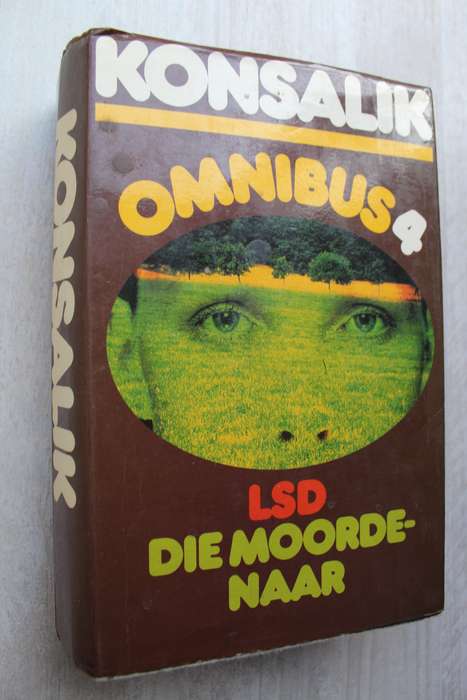 KONSALIK
KONSALIK
OMNIBUS 4
LSD
DIE MOORDE-
NAAR